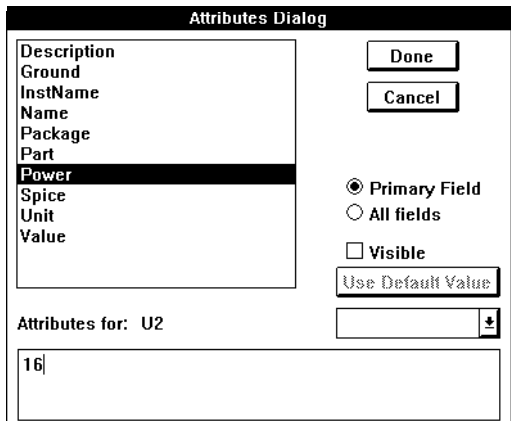 Attributes Dialog
Description
Ground
InstName
Name
Package
Part
Power
Spice
Unit
Value
Done
Cancel
Primary Field
All fields
Visible
Use Default Value
Attributes for: U2
16